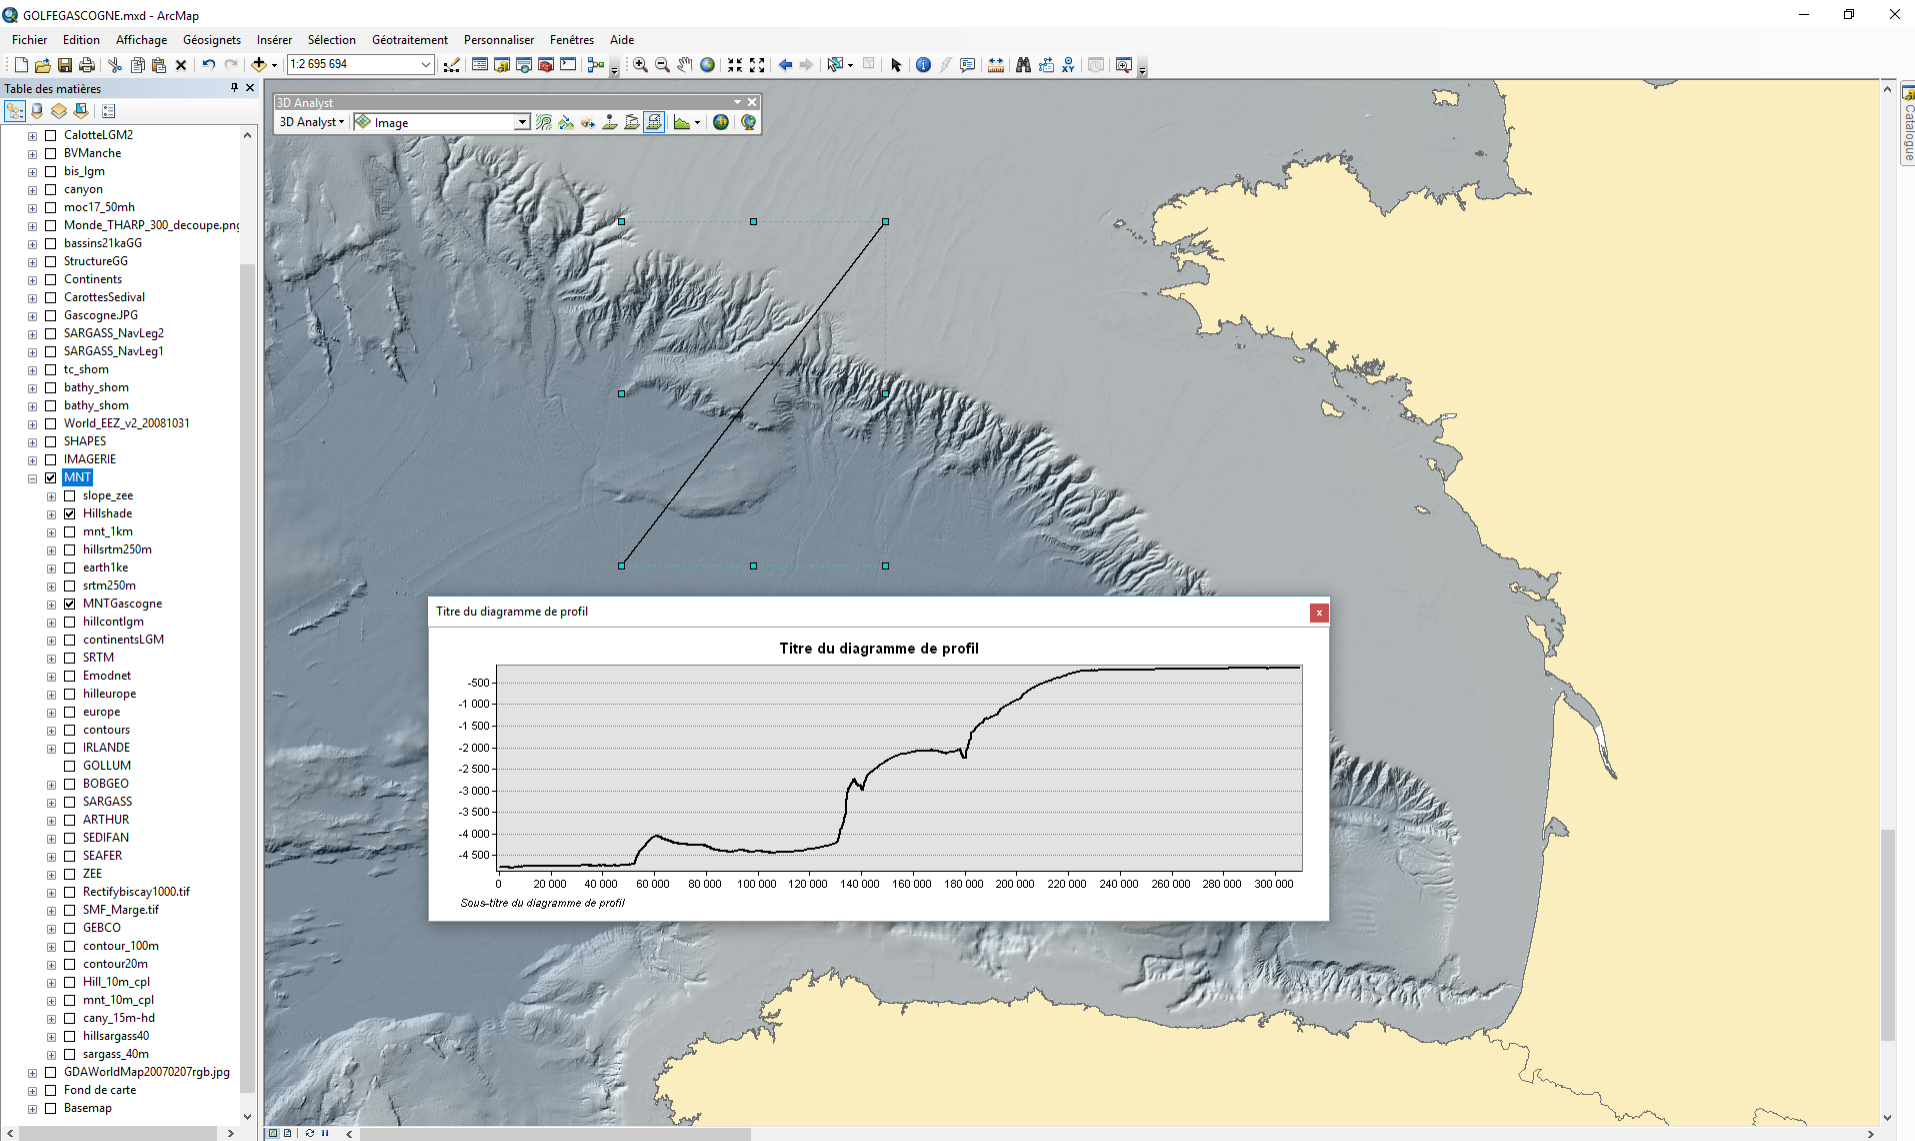 GOLFEGASCOGNE.mxd - ArcMap
Fichier Edition Affichage Géosignets Insérer Sélection Géotraitement Personnaliser Fenêtres Aide
1:2 695 694
Table des matières
CalotteLGM2
BVManche
bis_lgm
canyon
moc17_50mh
Monde_THARP_300_decoupe.png
bassins21kaGG
StructureGG
Continents
CarottesSedival
Gascogne.JPG
SARGASS_NavLeg2
SARGASS_NavLeg1
tc_shom
bathy_shom
bathy_shom
World_EEZ_v2_20081031
SHAPES
IMAGERIE
MNT
slope_zee
Hillshade
mnt_1km
hillsrtm250m
earth1ke
srtm250m
MNTGascogne
hillcontlgm
continentsLGM
SRTM
Emodnet
hilleurope
europe
contours
IRLANDE
GOLLUM
BOBGEO
SARGASS
ARTHUR
SEDIFAN
SEAFER
ZEE
Rectifybiscay1000.tif
SMF_Marge.tif
GEBCO
contour_100m
contour20m
Hill_10m_cpl
mnt_10m_cpl
cany_15m-hd
hillsargass40
sargass_40m
GDAWorldMap20070207rgb.jpg
Fond de carte
Basemap
3D Analyst
3D Analyst Image
Catalogue
Titre du diagramme de profil
Titre du diagramme de profil
-500
-1 000
-1 500
-2 000
-2 500
-3 000
-3 500
-4 000
-4 500
0 20 000 40 000 60 000 80 000 100 000 120 000 140 000 160 000 180 000 200 000 220 000 240 000 260 000 280 000 300 000
Sous-titre du diagramme de profil